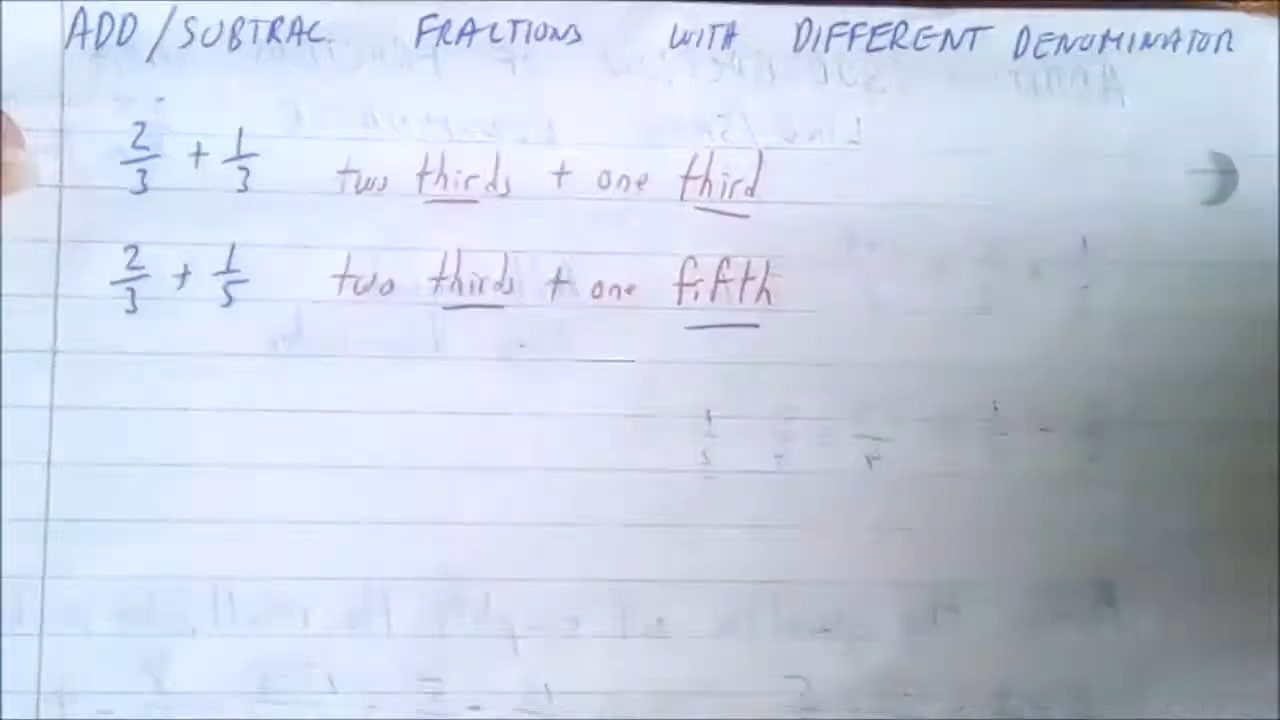 ADD / SUBTRAC FRACTIONS WITH DIFFERENT DENOMINATOR
2/3 + 1/3 two thirds + one third
2/3 + 1/5 two thirds + one fifth